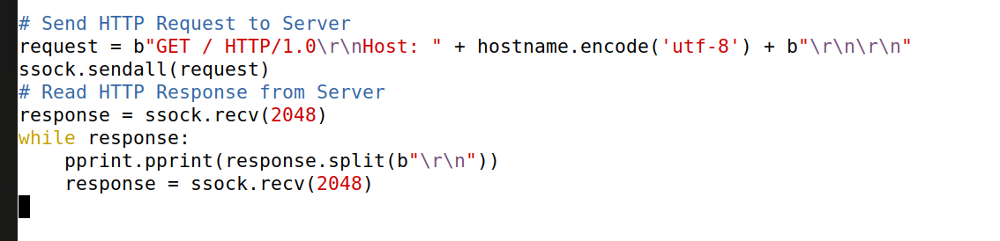 # Send HTTP Request to Server
request = b"GET / HTTP/1.0\r\nHost: " + hostname.encode('utf-8') + b"\r\n\r\n"
ssock.sendall(request)
# Read HTTP Response from Server
response = ssock.recv(2048)
while response:
    pprint.pprint(response.split(b"\r\n"))
    response = ssock.recv(2048)